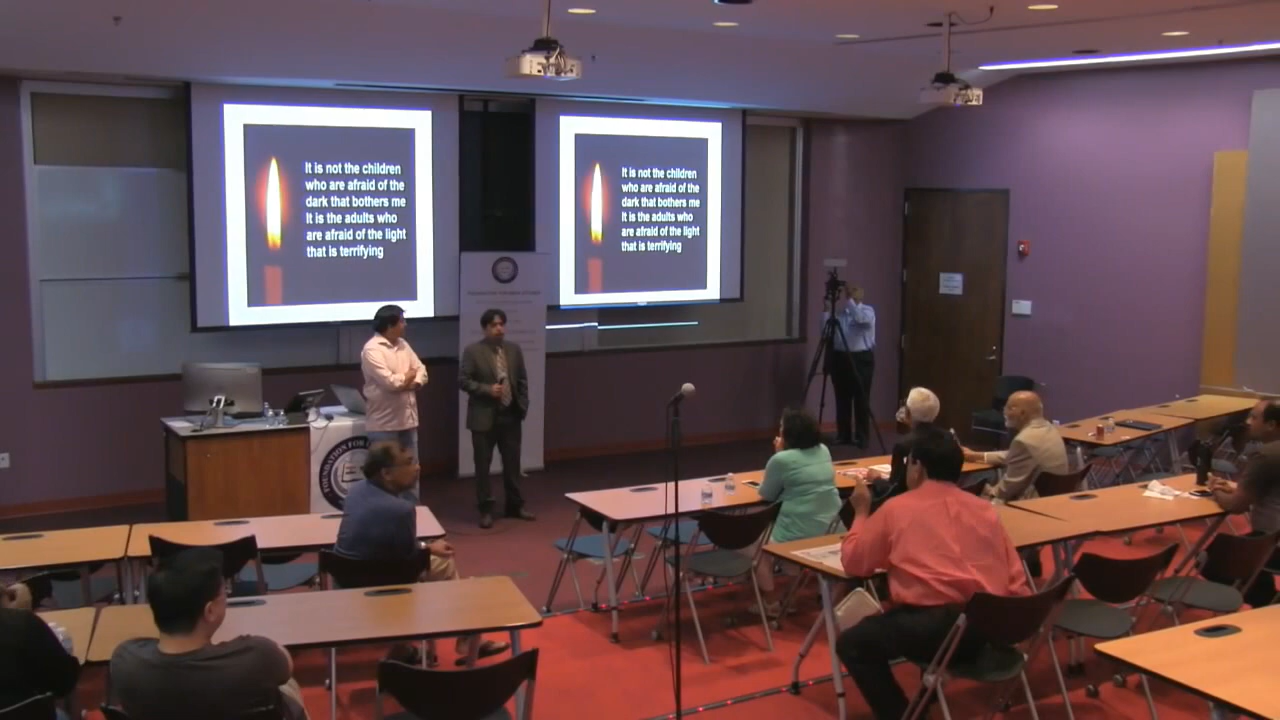 It is not the children
who are afraid of the
dark that bothers me
It is the adults who
are afraid of the light
that is terrifying
It is not the children
who are afraid of the
dark that bothers me
It is the adults who
are afraid of the light
that is terrifying
FOUNDATION FOR